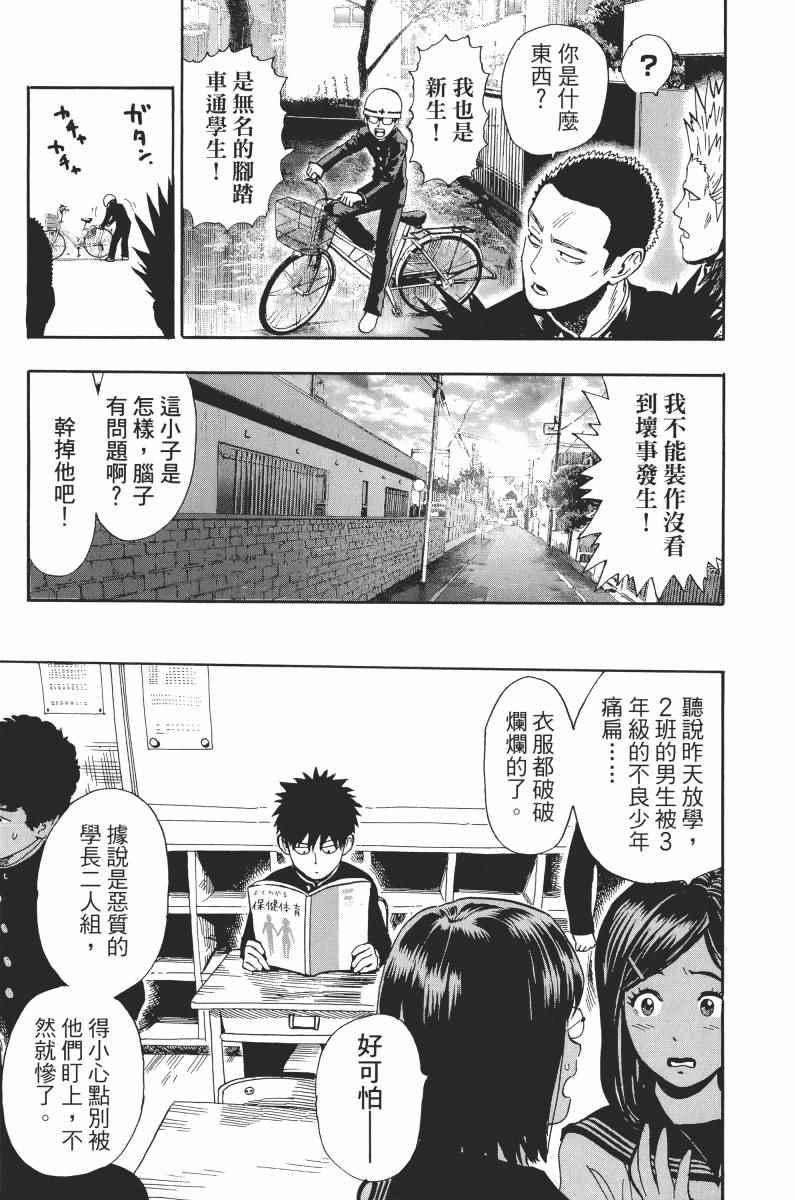 ？
你是什麼
東西？
我也是
新生！
是無名的腳踏
車通學生！
ガタン
カチャ
カチャ
我不能裝作沒看
到壞事發生！
這小子是
怎樣，腦子
有問題啊？
幹掉他吧！
聽說昨天放學，
２班的男生被３
年級的不良少年
痛扁……
衣服都破破
爛爛的了。
據說是惡質的
學長二人組，
得小心點別被
他們盯上，不
然就慘了。
よくわかる
保健体育
好可怕——